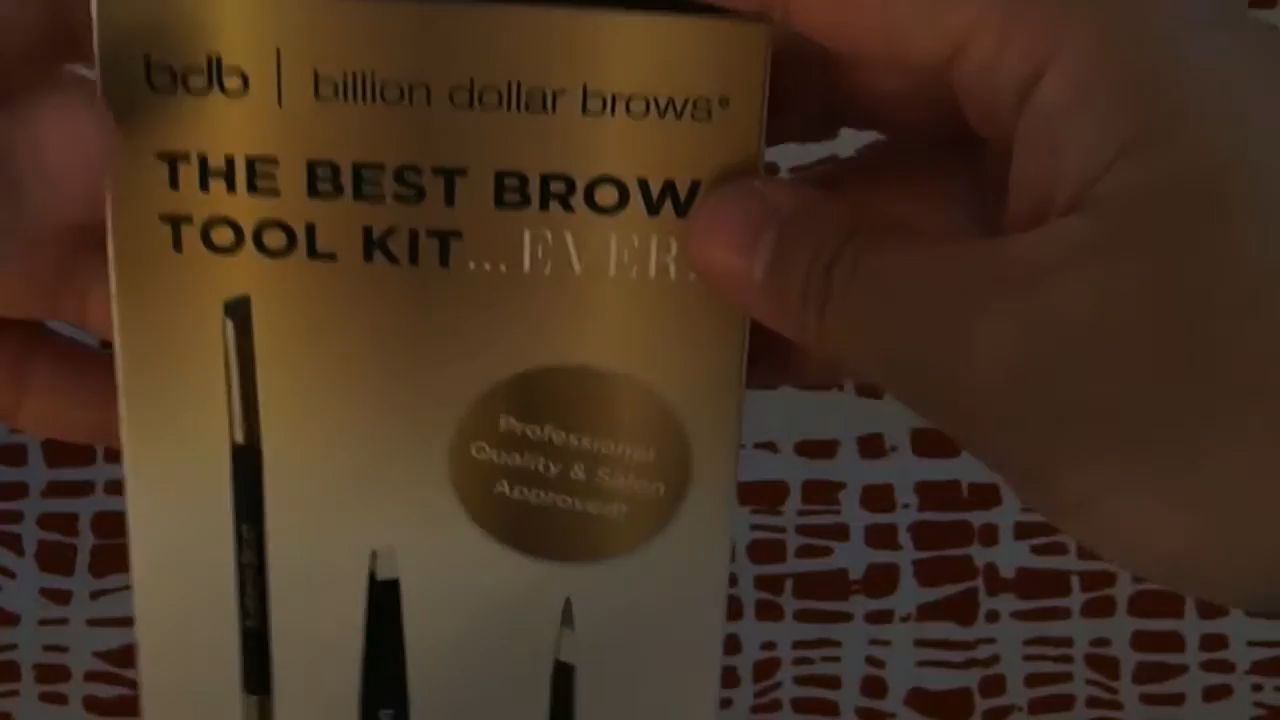 bdb | billion dollar brows®
THE BEST BROW
TOOL KIT...EVER.
Professional
Quality & Salon
Approved!